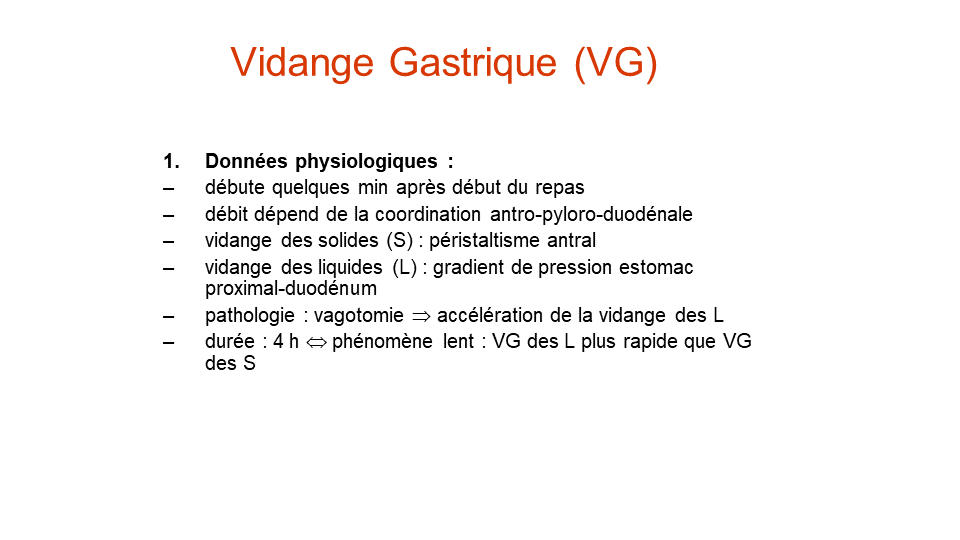 Vidange Gastrique (VG)
1. Données physiologiques :
– débute quelques min après début du repas
– débit dépend de la coordination antro-pyloro-duodénale
– vidange des solides (S) : péristaltisme antral
– vidange des liquides (L) : gradient de pression estomac
proximal-duodénum
– pathologie : vagotomie ⇒ accélération de la vidange des L
– durée : 4 h ⇔ phénomène lent : VG des L plus rapide que VG
des S